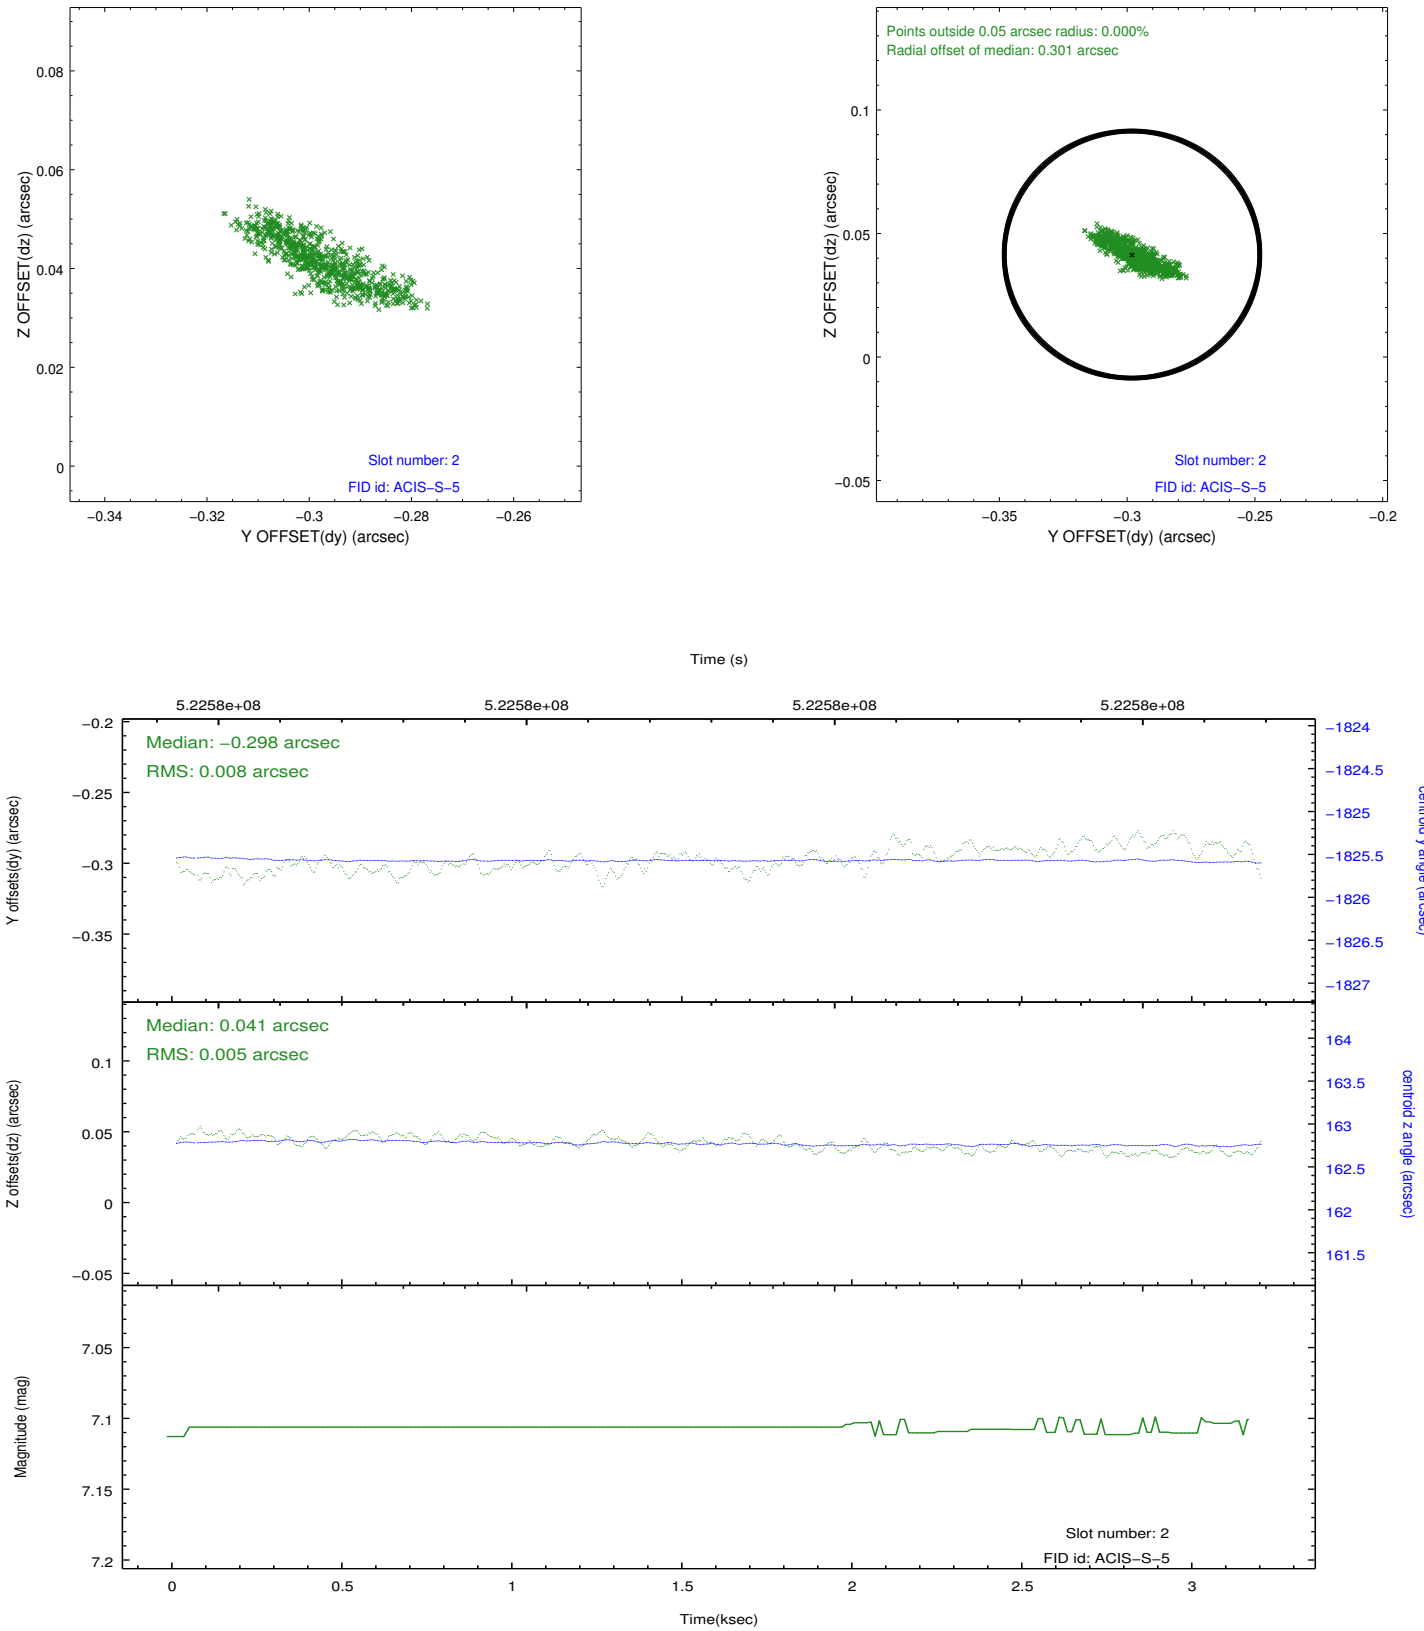 0.08
0.06
0.04
0.02
0
Z OFFSET(dz) (arcsec)
Slot number: 2
FID id: ACIS−S−5
−0.34 −0.32 −0.3 −0.28 −0.26
Y OFFSET(dy) (arcsec)
Points outside 0.05 arcsec radius: 0.000%
Radial offset of median: 0.301 arcsec
0.1
0.05
0
−0.05
Z OFFSET(dz) (arcsec)
Slot number: 2
FID id: ACIS−S−5
−0.35 −0.3 −0.25 −0.2
Y OFFSET(dy) (arcsec)
Time (s)
5.2258e+08 5.2258e+08 5.2258e+08 5.2258e+08
Median: −0.298 arcsec
RMS: 0.008 arcsec
−0.2
−0.25
−0.3
−0.35
Y offsets(dy) (arcsec)
−1824
−1824.5
−1825
−1825.5
−1826
−1826.5
−1827
centroid y angle (arcsec)
Median: 0.041 arcsec
RMS: 0.005 arcsec
0.1
0.05
0
−0.05
Z offsets(dz) (arcsec)
164
163.5
163
162.5
162
161.5
centroid z angle (arcsec)
7.05
7.1
7.15
7.2
Magnitude (mag)
Slot number: 2
FID id: ACIS−S−5
0 0.5 1 1.5 2 2.5 3
Time(ksec)